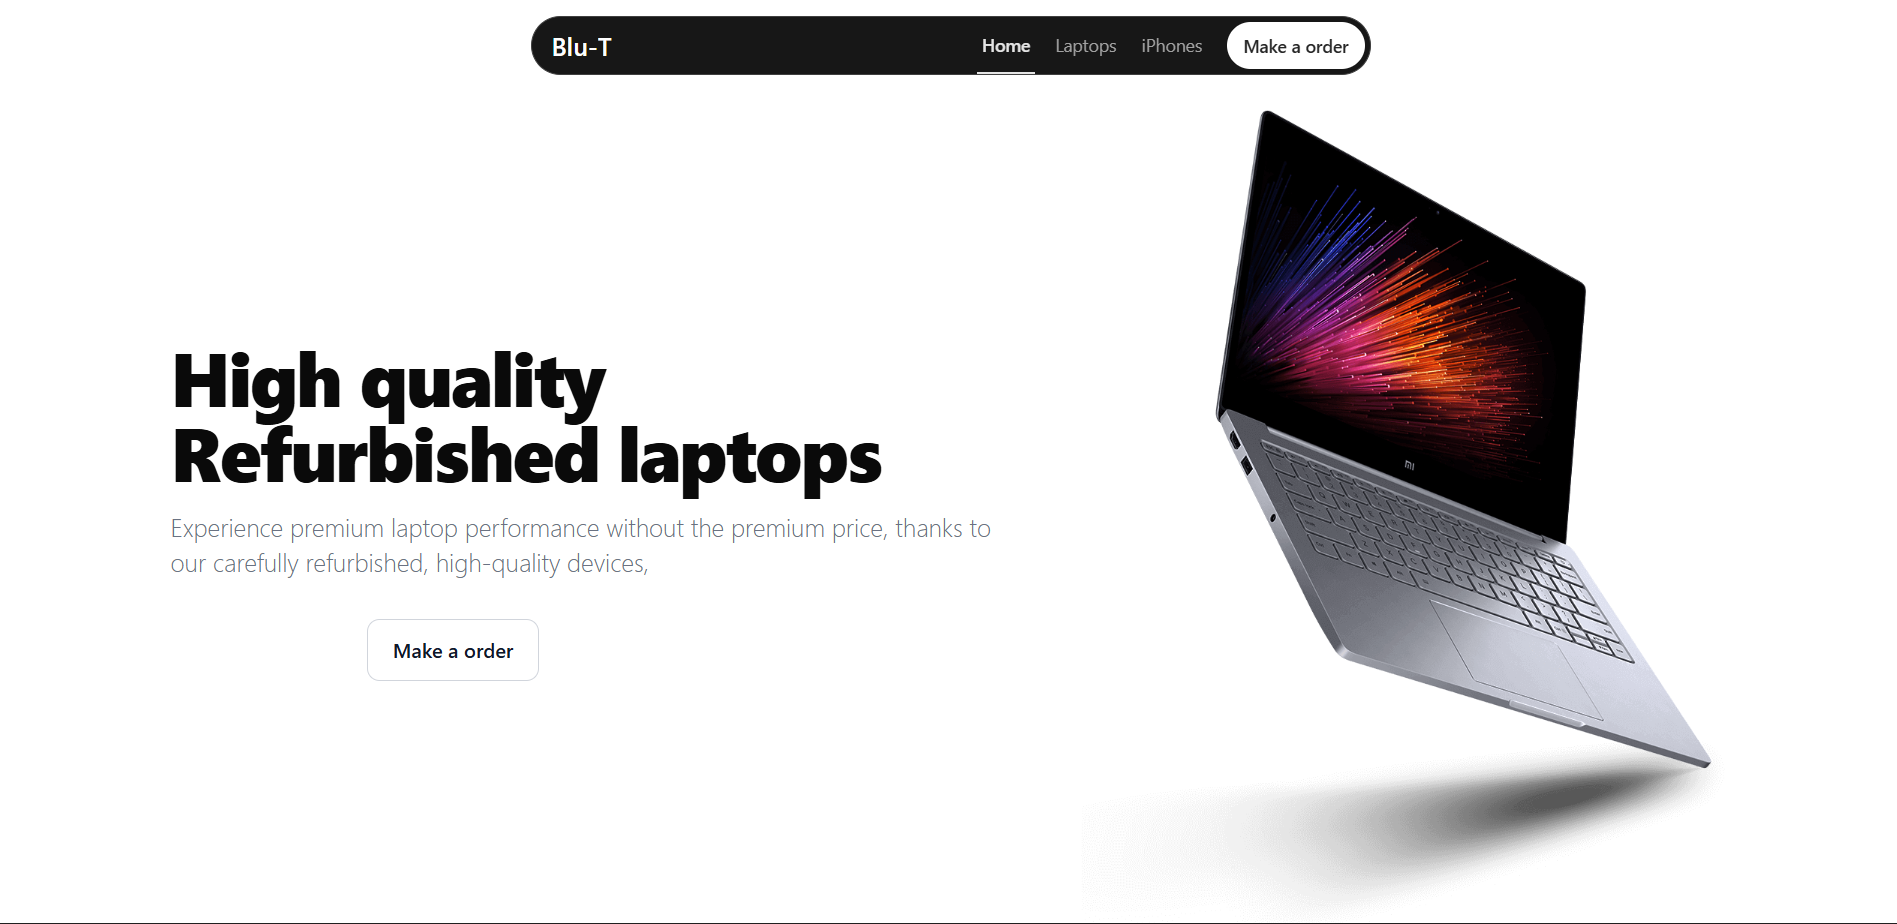 Blu-T
Home
Laptops
iPhones
Make a order
High quality
Refurbished laptops
Experience premium laptop performance without the premium price, thanks to
our carefully refurbished, high-quality devices,
Make a order
mi